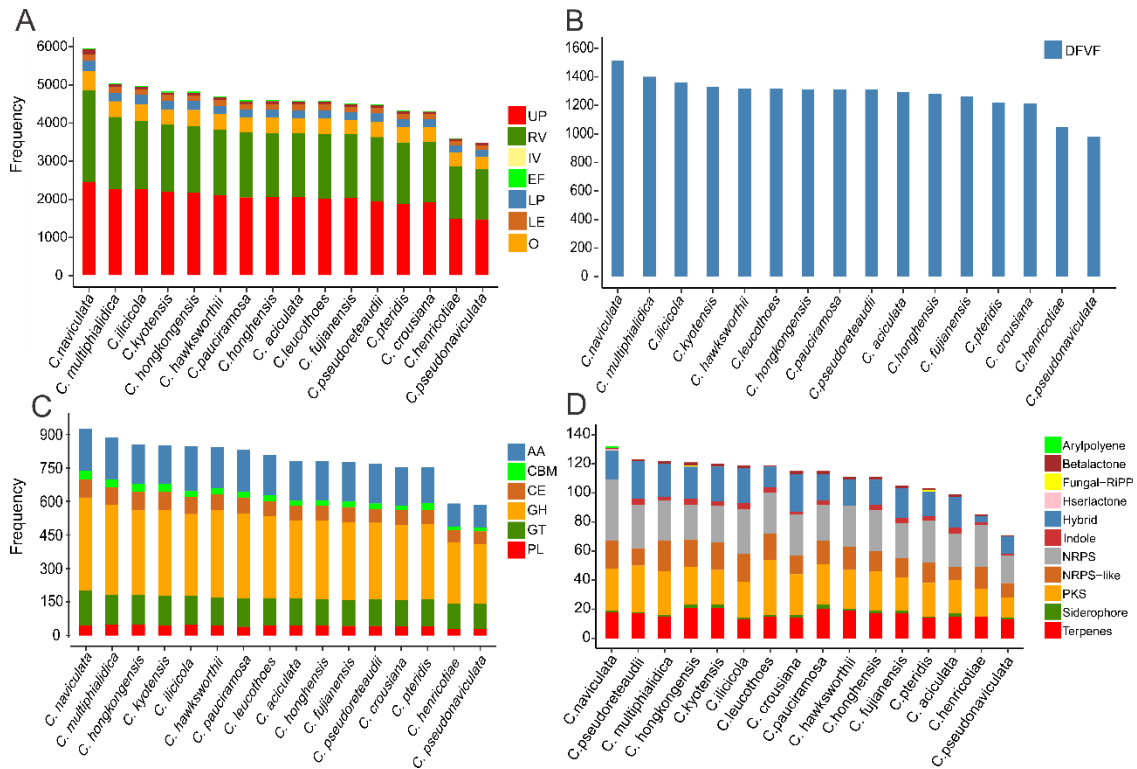 A
Frequency
6000
5000
4000
3000
2000
1000
0
UP
RV
IV
EF
LP
LE
O
C.naviculata
C. multiphialidica
C.ilicicola
C.kyotensis
C. hongkongensis
C. hawksworthii
C.pauciramosa
C.honghensis
C. aciculata
C.leucothoes
C. fujianensis
C.pseudoreteaudii
C.pteridis
C. crousiana
C.henricotiae
C.pseudonaviculata
B
1600
1400
1200
1000
800
600
400
200
0
DFVF
C.naviculata
C. multiphialidica
C.ilicicola
C.kyotensis
C.hawksworthii
C.leucothoes
C. hongkongensis
C.pauciramosa
C.pseudoreteaudii
C. aciculata
C.honghensis
C. fujianensis
C.pteridis
C. crousiana
C.henricotiae
C.pseudonaviculata
C
Frequency
900
750
600
450
300
150
0
AA
CBM
CE
GH
GT
PL
C. naviculata
C. multiphialidica
C. hongkongensis
C. kyotensis
C. ilicicola
C. hawksworthii
C. pauciramosa
C. leucothoes
C. aciculata
C. honghensis
C. fujianensis
C. pseudoreteaudii
C. crousiana
C. pteridis
C. henricotiae
C. pseudonaviculata
D
140
120
100
80
60
40
20
0
Arylpolyene
Betalactone
Fungal−RiPP
Hserlactone
Hybrid
Indole
NRPS
NRPS−like
PKS
Siderophore
Terpenes
C.naviculata
C.pseudoreteaudii
C. multiphialidica
C. hongkongensis
C.kyotensis
C.ilicicola
C.leucothoes
C. crousiana
C.pauciramosa
C. hawksworthii
C.honghensis
C. fujianensis
C.pteridis
C. aciculata
C.henricotiae
C.pseudonaviculata